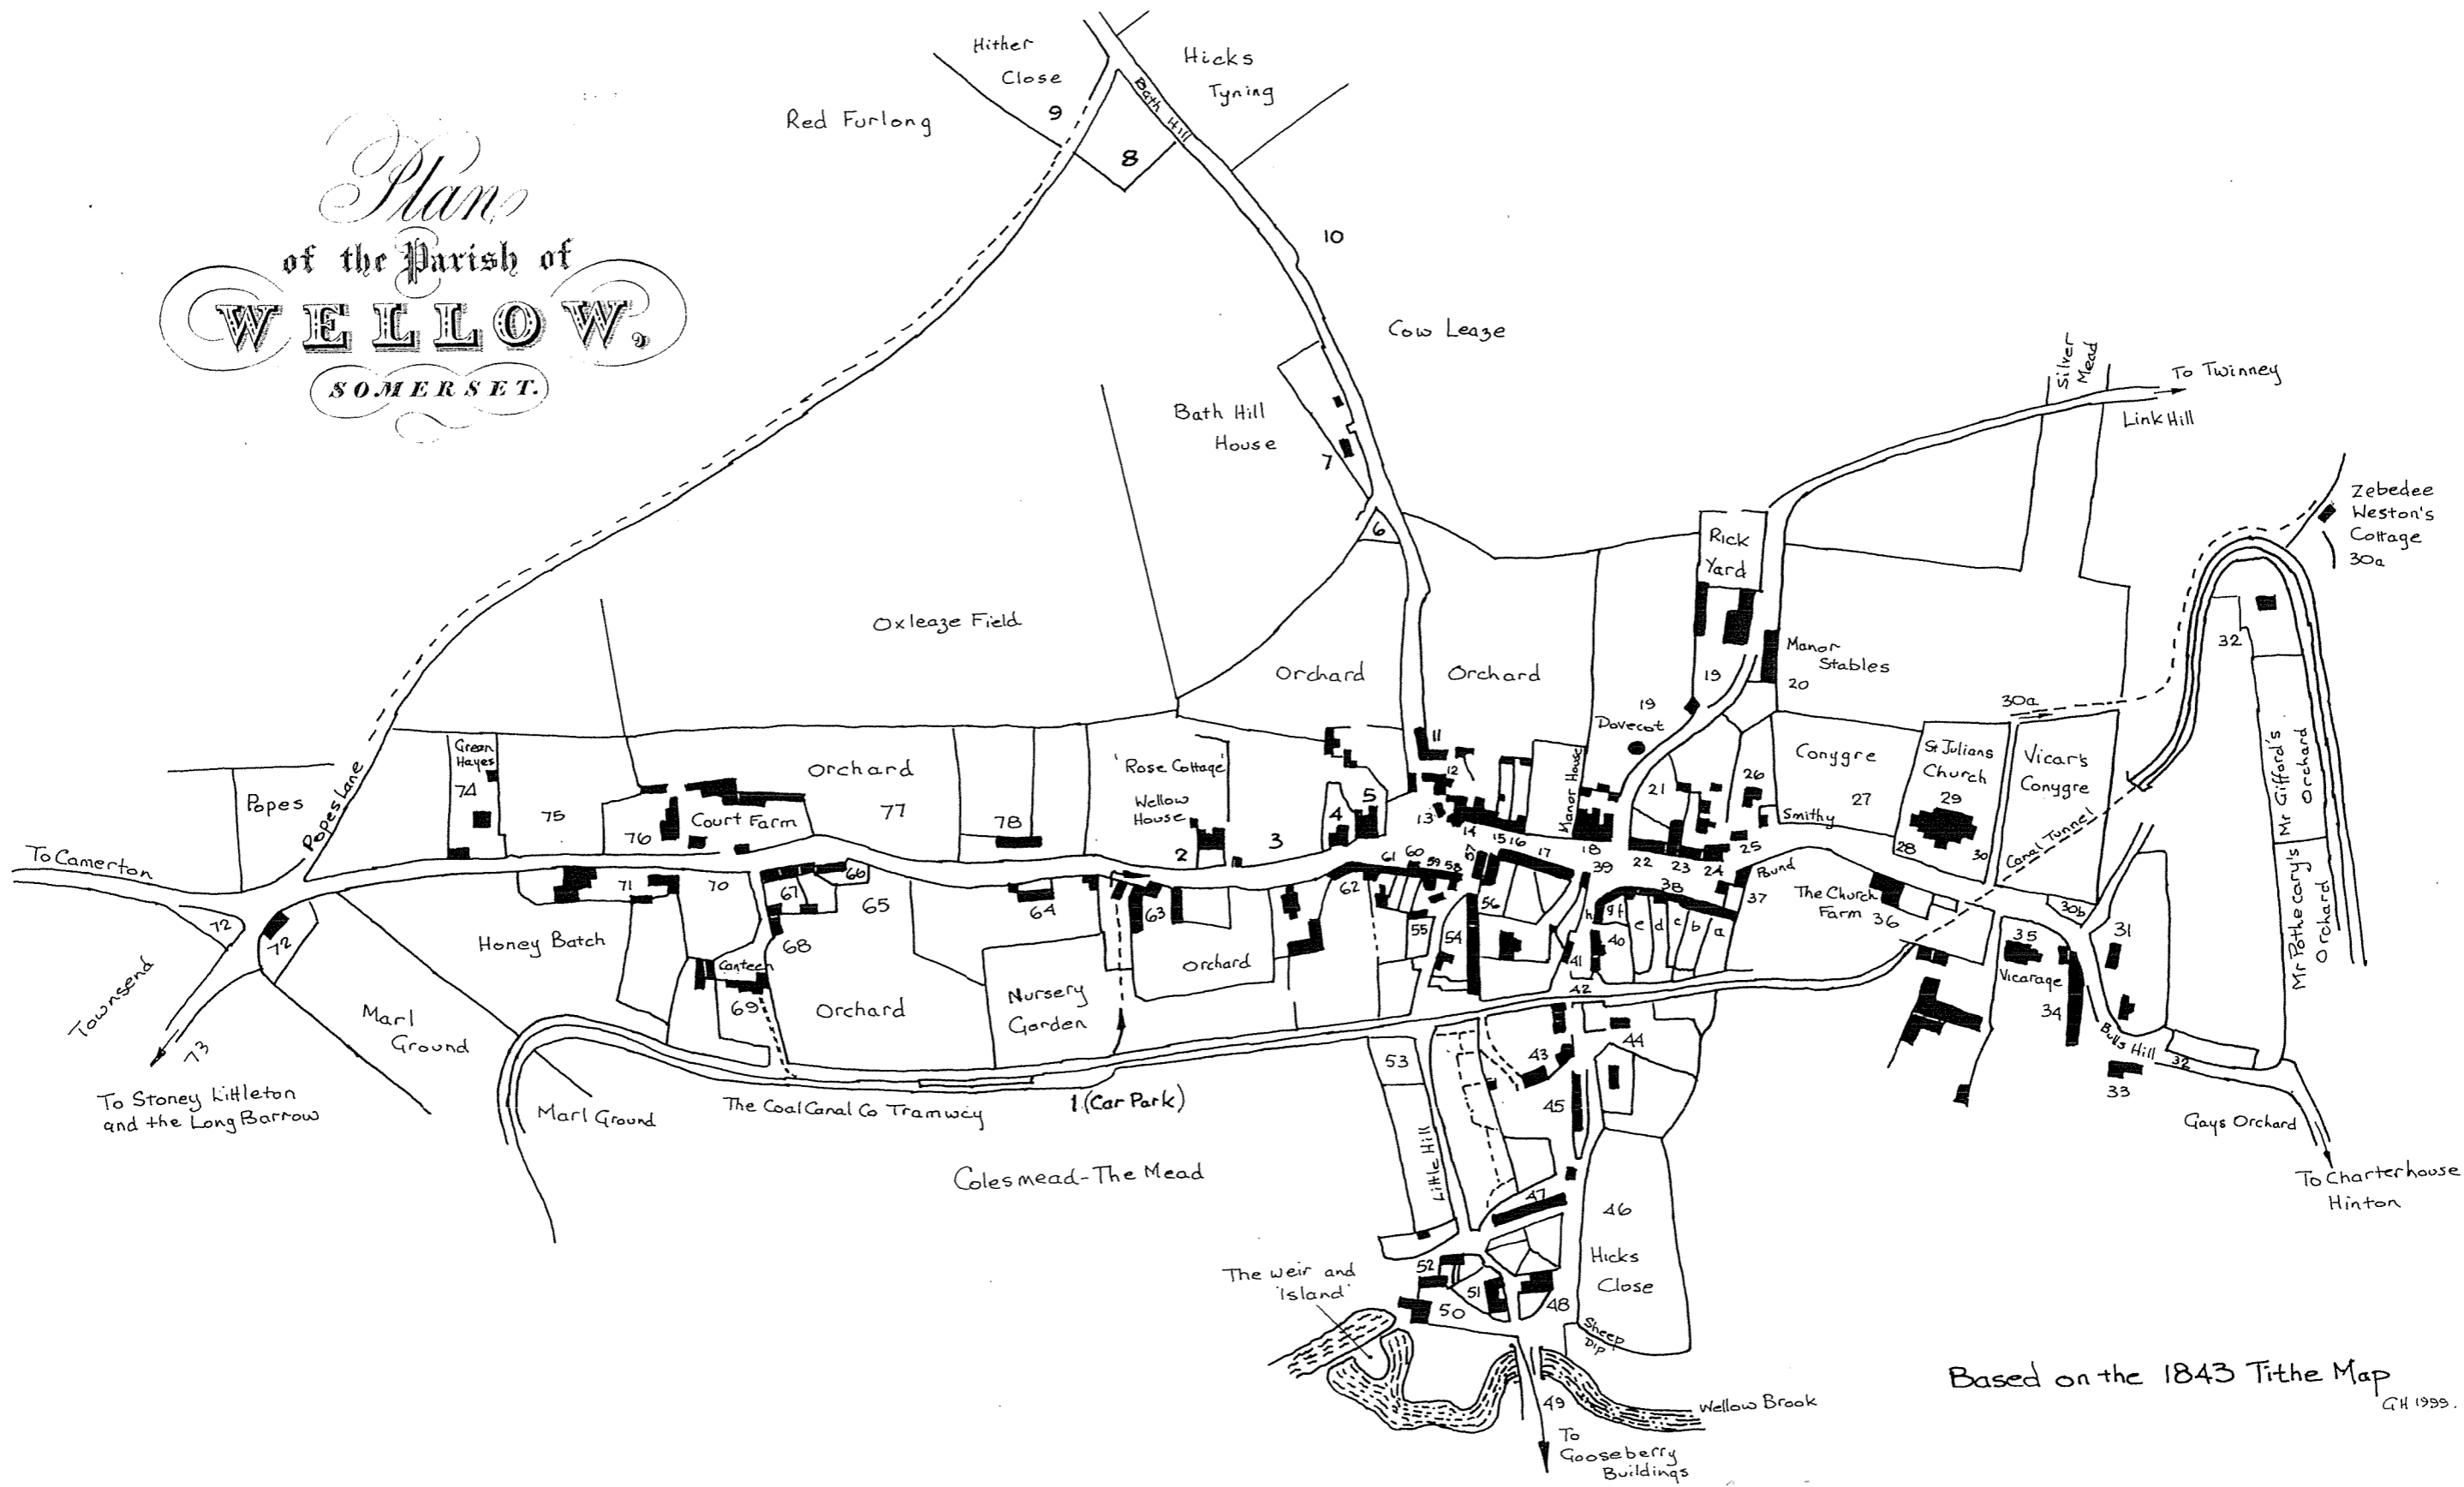 Plan
of the Parish of
WELLOW,
SOMERSET.
Hither
Close
9
Red Furlong
8
Bath Hill
Hicks
Tyning
10
Cow Leaze
Bath Hill
House
7
6
Silver
Mead
To Twinney
Link Hill
Zebedee
Weston's
Cottage
30a
Oxleaze Field
Orchard
Orchard
Rick
Yard
19
Manor
Stables
20
19
Dovecot
30a
32
Mr Gifford's
Orchard
Mr Pothecary's
Orchard
Popes
Popes Lane
Green
Hayes
74
75
76
Court Farm
Orchard
77
78
'Rose Cottage'
Wellow
House
2
3
4
5
11
12
13
14
15
16
17
Manor House
18
21
22
23
24
25
26
Smithy
Conygre
27
28
St Julians
Church
29
30
Vicar's
Conygre
Canal Tunnel
30b
To Camerton
72
72
Townsend
73
To Stoney Littleton
and the Long Barrow
Marl
Ground
Honey Batch
71
70
67
66
65
68
Canteen
69
Orchard
64
Nursery
Garden
63
Orchard
62
61
60
59
58
57
56
55
54
39
38
37
Pound
h
g
f
e
d
c
b
a
40
41
42
The Church
Farm
36
35
Vicarage
34
31
Bulls Hill
32
33
Gays Orchard
To Charterhouse
Hinton
Marl Ground
The Coal Canal Co Tramway
1 (Car Park)
Colesmead-The Mead
53
Little Hill
43
44
45
46
47
Hicks
Close
48
Sheep
Dip
The weir and
'Island'
52
51
50
49
Wellow Brook
To
Gooseberry
Buildings
Based on the 1843 Tithe Map
GH 1999.